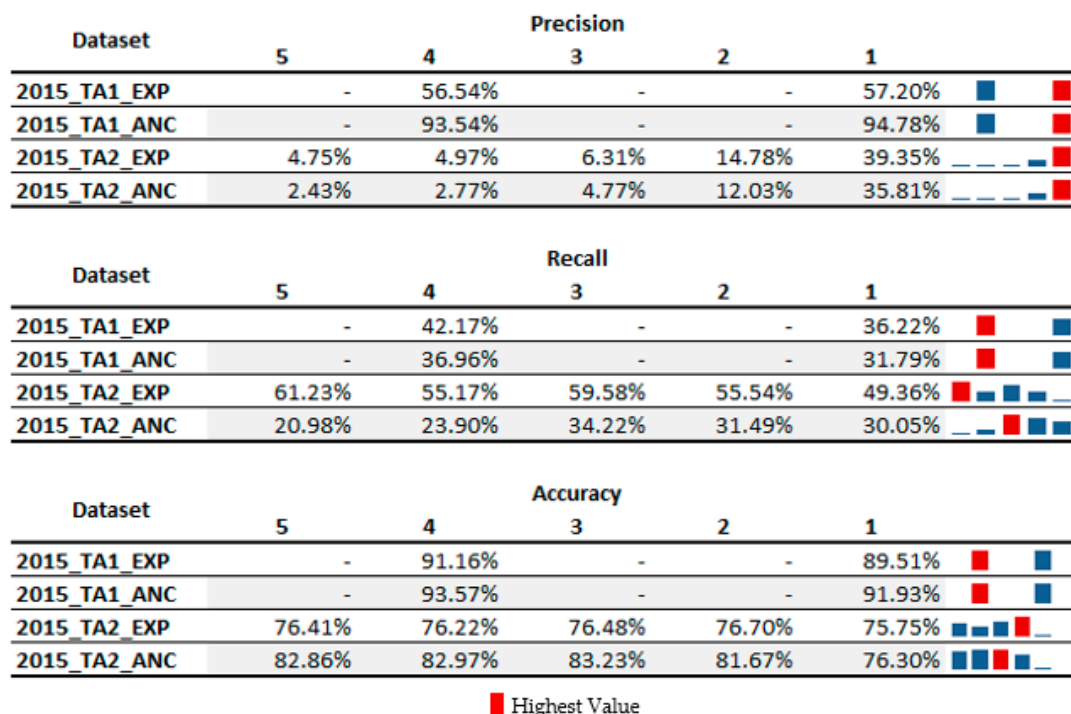 Dataset Precision
5 4 3 2 1
2015_TA1_EXP - 56.54% - - 57.20%
2015_TA1_ANC - 93.54% - - 94.78%
2015_TA2_EXP 4.75% 4.97% 6.31% 14.78% 39.35%
2015_TA2_ANC 2.43% 2.77% 4.77% 12.03% 35.81%
Dataset Recall
5 4 3 2 1
2015_TA1_EXP - 42.17% - - 36.22%
2015_TA1_ANC - 36.96% - - 31.79%
2015_TA2_EXP 61.23% 55.17% 59.58% 55.54% 49.36%
2015_TA2_ANC 20.98% 23.90% 34.22% 31.49% 30.05%
Dataset Accuracy
5 4 3 2 1
2015_TA1_EXP - 91.16% - - 89.51%
2015_TA1_ANC - 93.57% - - 91.93%
2015_TA2_EXP 76.41% 76.22% 76.48% 76.70% 75.75%
2015_TA2_ANC 82.86% 82.97% 83.23% 81.67% 76.30%
Highest Value